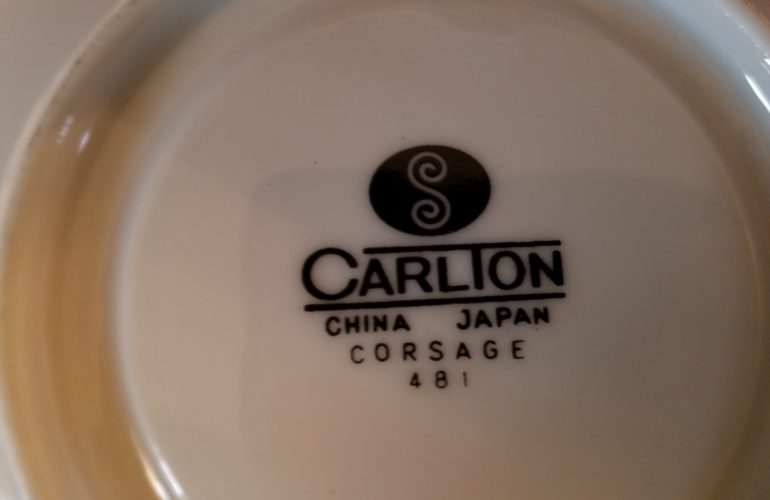 S
CARLTON
CHINA JAPAN
CORSAGE
481